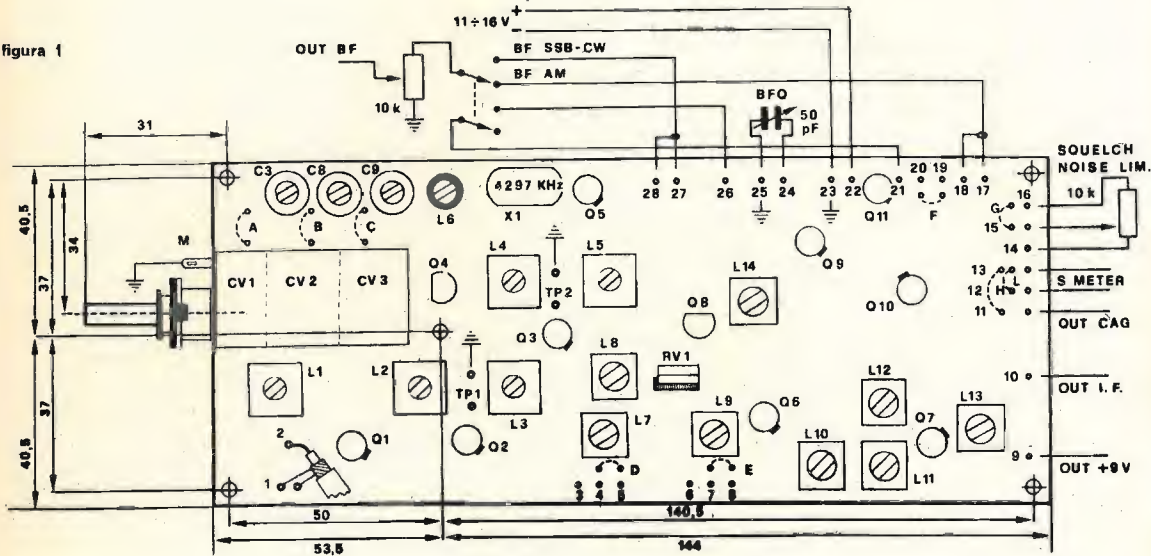 figura 1
11÷16 V
+
−
OUT BF
BF SSB-CW
BF AM
10 k
BFO
50
pF
SQUELCH
NOISE LIM.
10 k
31
40,5
37
34
C3
C8
C9
L6
4297 KHz
X1
Q5
28
27
26
25
24
23
22
21
20
19
18
17
16
Q11
F
G
15
14
A
B
C
M
CV1
CV 2
CV 3
Q4
L4
TP2
L5
Q9
L14
Q8
Q10
13
12
11
L
H
S METER
OUT CAG
Q3
L8
RV1
L1
L2
TP1
L3
10
OUT I.F.
L12
L13
37
40,5
2
1
Q1
Q2
L7
L9
Q6
L10
L11
Q7
9
OUT +9V
D
E
3
4
5
6
7
8
50
140,5
53,5
144